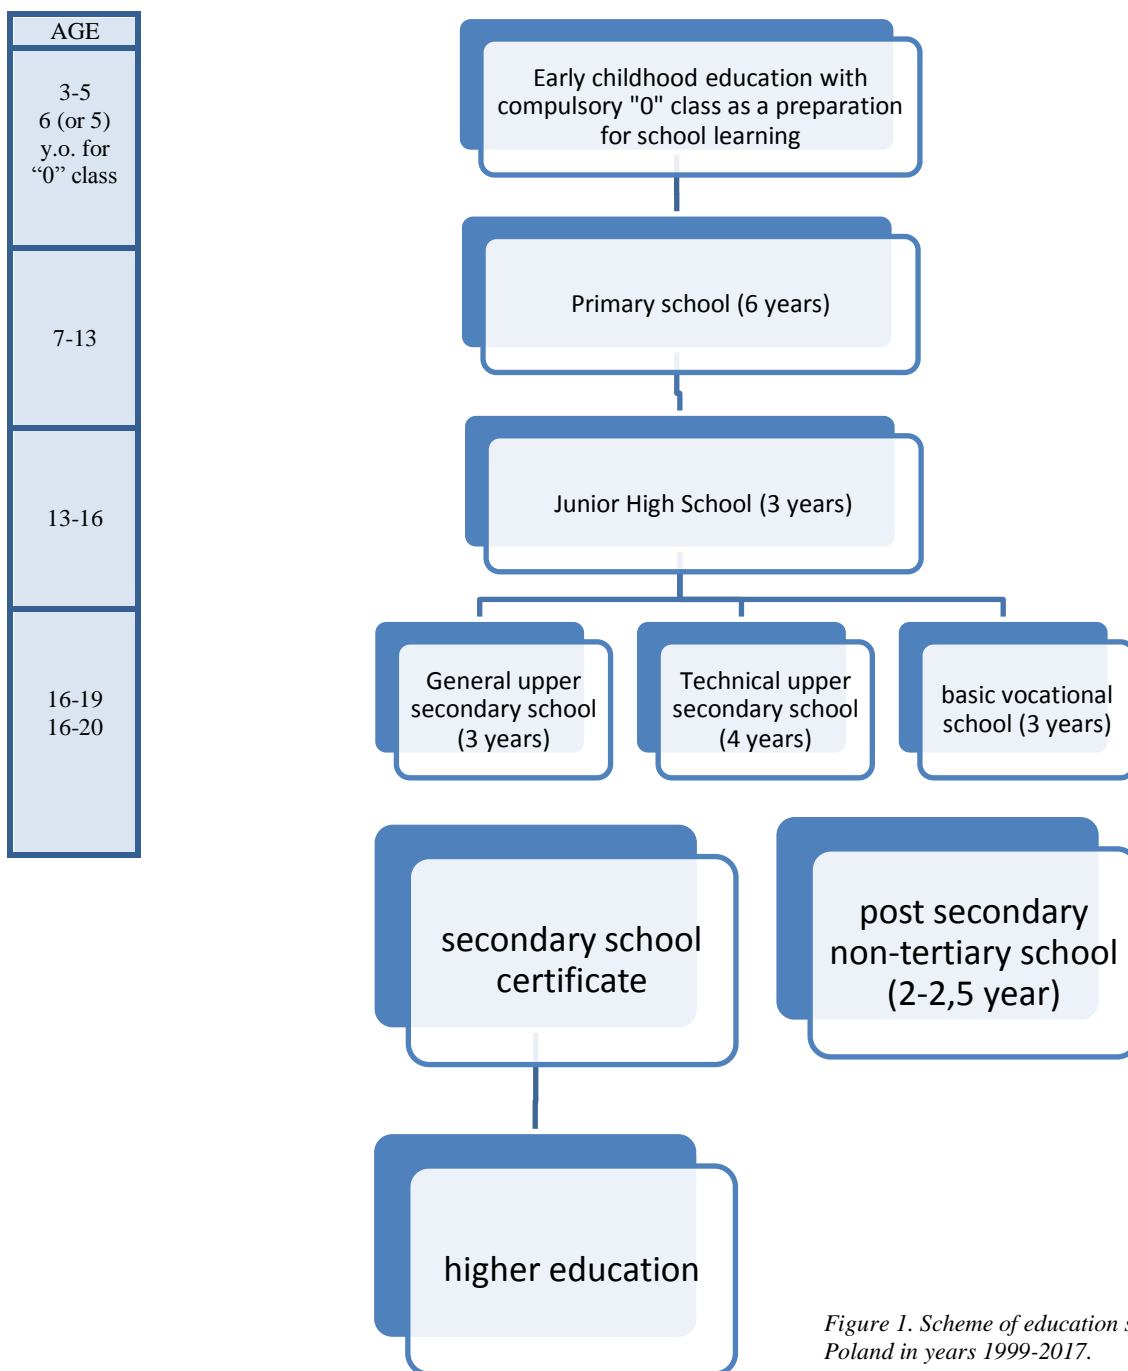 AGE
3-5
6 (or 5)
y.o. for
“0” class
7-13
13-16
16-19
16-20
Early childhood education with
compulsory "0" class as a preparation
for school learning
Primary school (6 years)
Junior High School (3 years)
General upper
secondary school
(3 years)
Technical upper
secondary school
(4 years)
basic vocational
school (3 years)
secondary school
certificate
post secondary
non-tertiary school
(2-2,5 year)
higher education
Figure 1. Scheme of education
Poland in years 1999-2017.